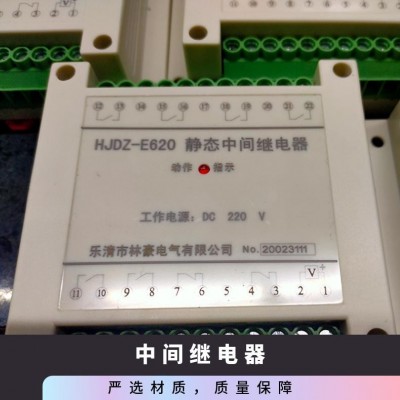 ⑫ ⑬ ⑭ ⑮ ⑯ ⑰ ⑱ ⑲ ⑳ ㉑ ㉒
HJDZ-E620 静态中间继电器
动作 指示
工作电源: DC 220 V
乐清市林豪电气有限公司 No. 20023111
V +
⑪ ⑩ 9 8 7 6 5 4 3 2 1
中间继电器
严选材质,质量保障